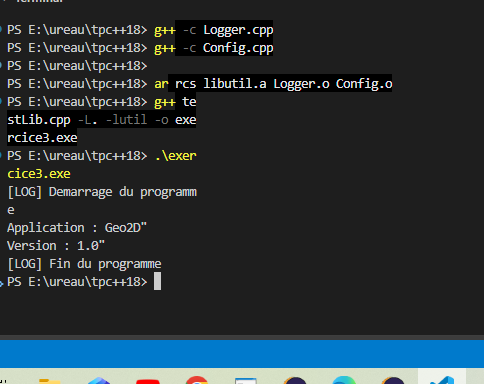 PS E:\ureau\tpc++18> g++ -c Logger.cpp
PS E:\ureau\tpc++18> g++ -c Config.cpp
PS E:\ureau\tpc++18>
PS E:\ureau\tpc++18> ar rcs libutil.a Logger.o Config.o
PS E:\ureau\tpc++18> g++ te
stLib.cpp -L. -lutil -o exe
rcice3.exe
PS E:\ureau\tpc++18> .\exer
cice3.exe
[LOG] Demarrage du programm
e
Application : Geo2D"
Version : 1.0"
[LOG] Fin du programme
PS E:\ureau\tpc++18>